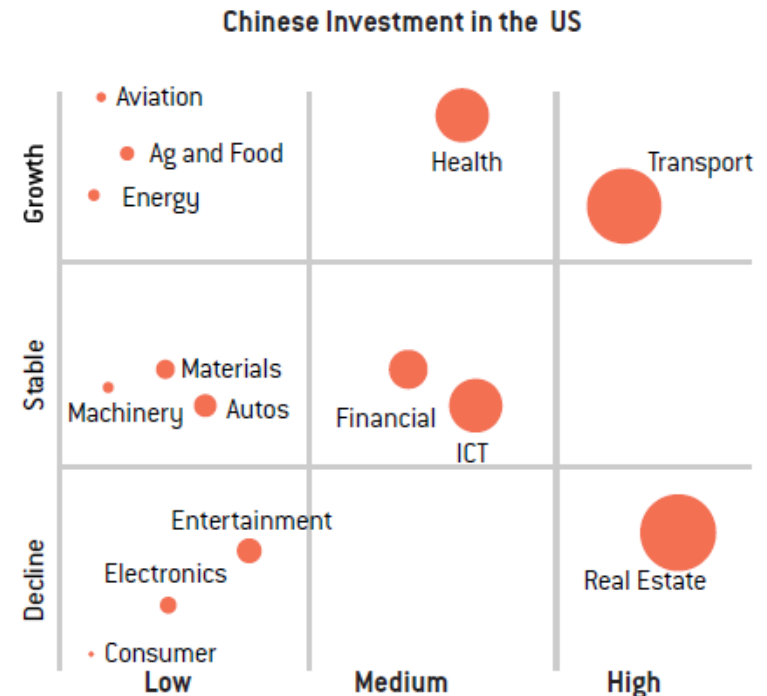 Chinese Investment in the US
Growth
Aviation
Ag and Food
Energy
Health
Transport
Stable
Materials
Machinery
Autos
Financial
ICT
Decline
Entertainment
Electronics
Consumer
Real Estate
Low
Medium
High